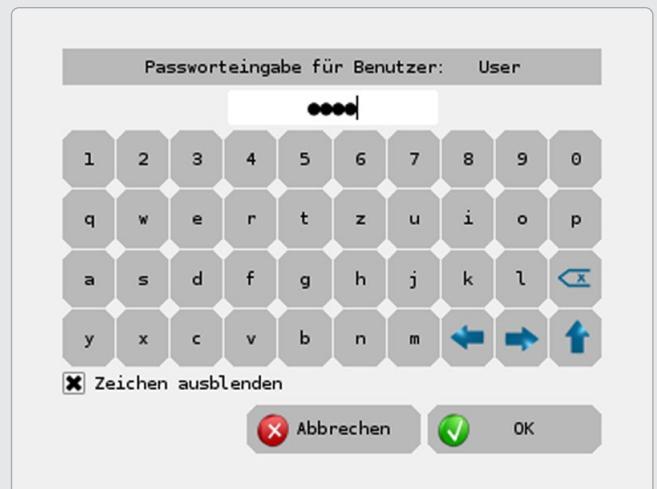 Passworteingabe für Benutzer: User
●●●●
1 2 3 4 5 6 7 8 9 0
q w e r t z u i o p
a s d f g h j k l x
y x c v b n m
Zeichen ausblenden
Abbrechen OK